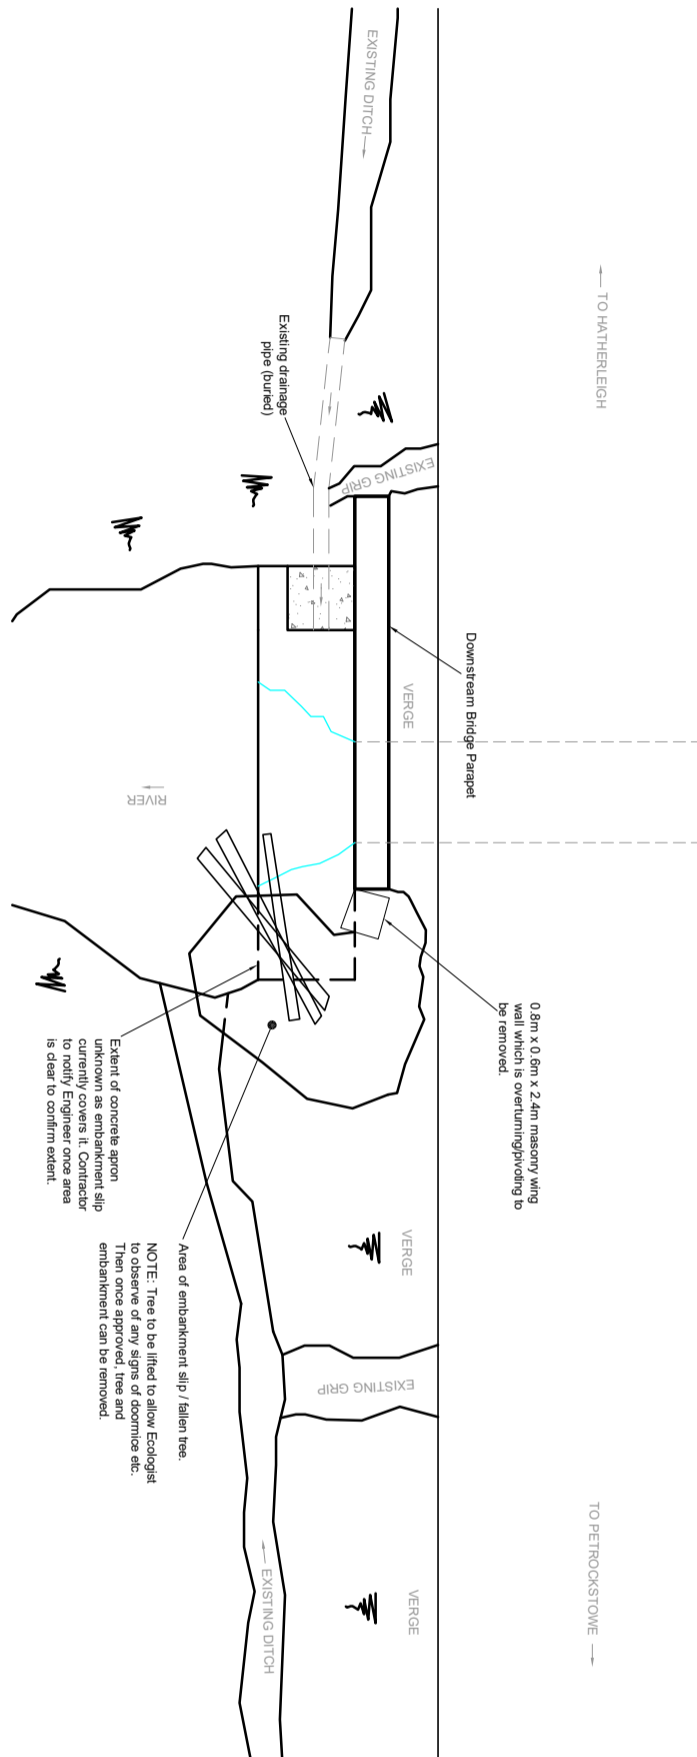 ← TO HATHERLEIGH
TO PETROCKSTOWE →
EXISTING DITCH →
EXISTING GRIP
Existing drainage
pipe (buried)
Downstream Bridge Parapet
VERGE
RIVER
0.8m x 0.6m x 2.4m masonry wing
wall which is overturning/pivoting to
be removed.
Extent of concrete apron
unknown as embankment slip
currently covers it. Contractor
to notify Engineer once area
is clear to confirm extent.
Area of embankment slip / fallen tree.
NOTE: Tree to be lifted to allow Ecologist
to observe of any signs of doormice etc.
Then once approved, tree and
embankment can be removed.
VERGE
EXISTING GRIP
VERGE
← EXISTING DITCH